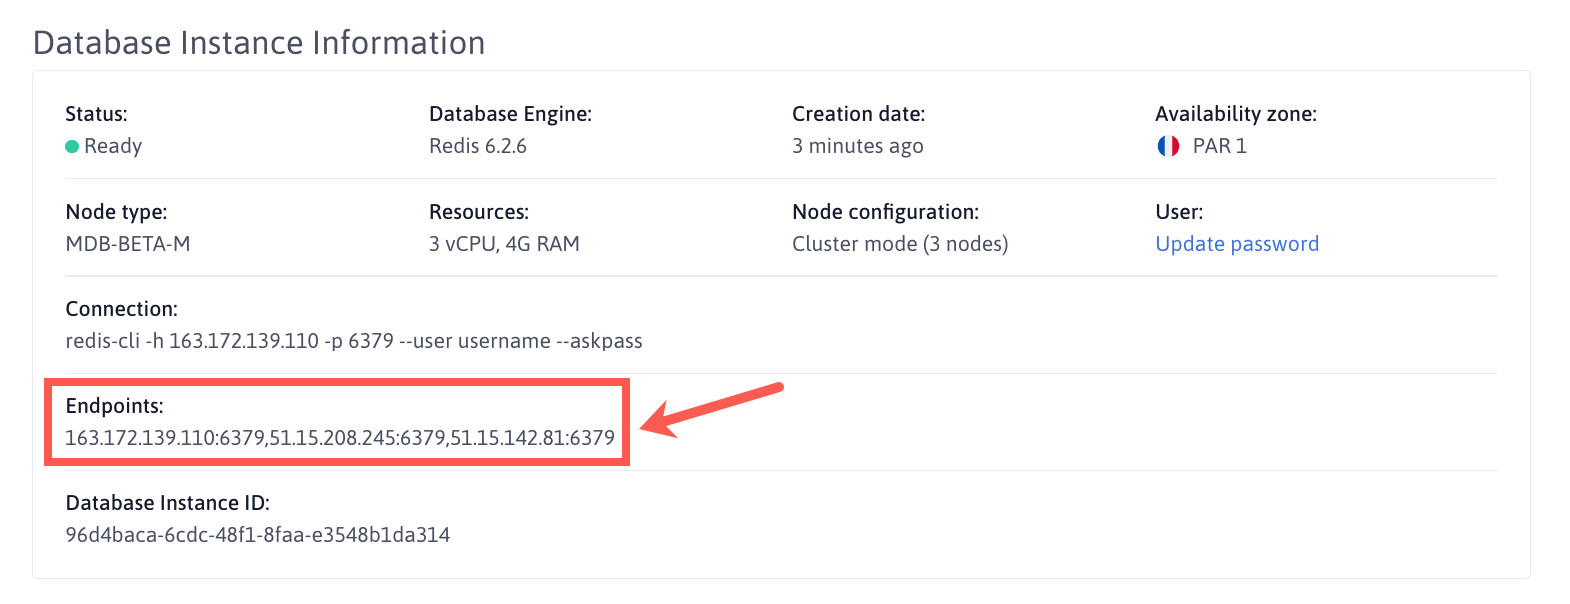 Database Instance Information
Status:
Ready
Database Engine:
Redis 6.2.6
Creation date:
3 minutes ago
Availability zone:
PAR 1
Node type:
MDB-BETA-M
Resources:
3 vCPU, 4G RAM
Node configuration:
Cluster mode (3 nodes)
User:
Update password
Connection:
redis-cli -h 163.172.139.110 -p 6379 --user username --askpass
Endpoints:
163.172.139.110:6379,51.15.208.245:6379,51.15.142.81:6379
Database Instance ID:
96d4baca-6cdc-48f1-8faa-e3548b1da314